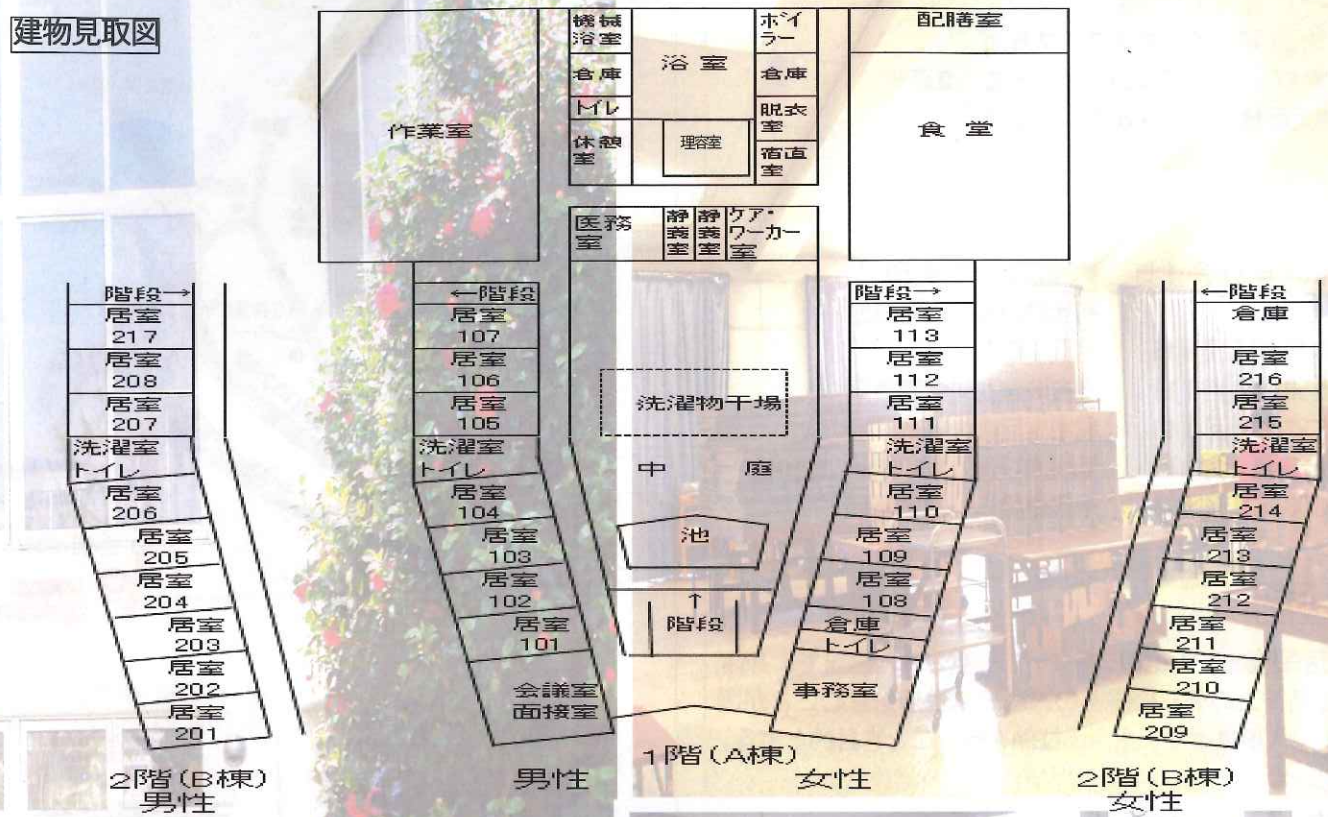 建物見取図
作業室
機械
浴室
倉庫
トイレ
休憩
室
浴室
理容室
ボイ
ラー
倉庫
脱衣
室
宿直
室
配膳室
食堂
医務
室
静養室
静養室
ケア・
ワーカー
室
階段→
居室
217
居室
208
居室
207
洗濯室
トイレ
居室
206
居室
205
居室
204
居室
203
居室
202
居室
201
2階(B棟)
男性
←階段
居室
107
居室
106
居室
105
洗濯室
トイレ
居室
104
居室
103
居室
102
居室
101
会議室
面接室
男性
洗濯物干場
中庭
池
↑
階段
1階(A棟)
階段→
居室
113
居室
112
居室
111
洗濯室
トイレ
居室
110
居室
109
居室
108
倉庫
トイレ
事務室
女性
←階段
倉庫
居室
216
居室
215
洗濯室
トイレ
居室
214
居室
213
居室
212
居室
211
居室
210
居室
209
2階(B棟)
女性